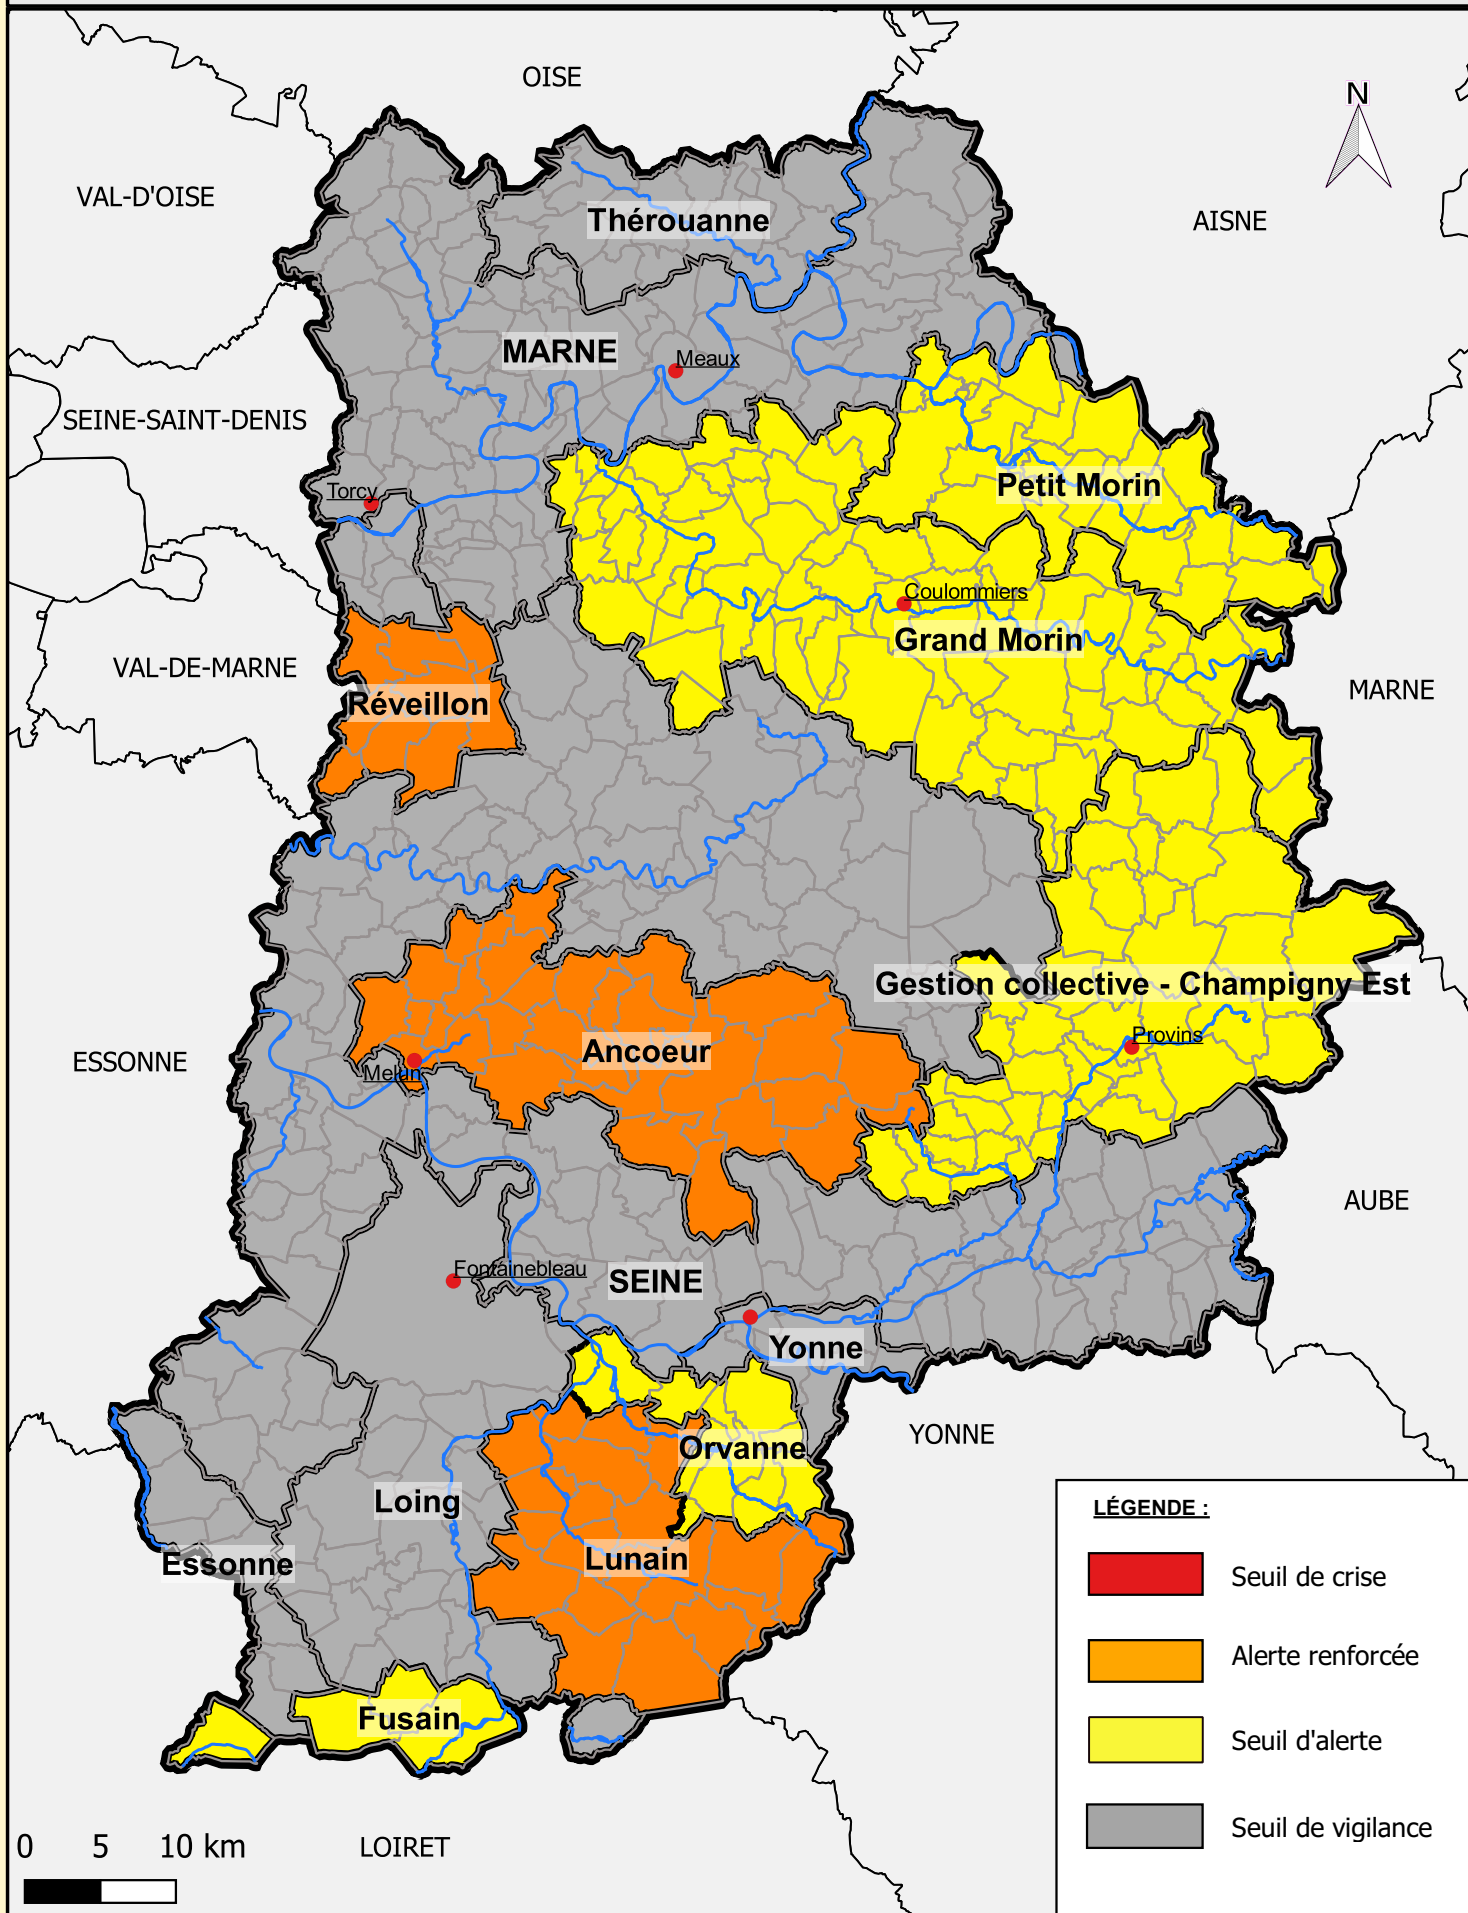 OISE
N
VAL-D'OISE
AISNE
Thérouanne
MARNE
Meaux
SEINE-SAINT-DENIS
Torcy
Petit Morin
Coulommiers
Grand Morin
VAL-DE-MARNE
MARNE
Réveillon
Gestion collective - Champigny Est
Provins
ESSONNE
Ancoeur
Melun
AUBE
Fontainebleau
SEINE
Yonne
YONNE
Orvanne
Loing
Lunain
Essonne
Fusain
LÉGENDE :
Seuil de crise
Alerte renforcée
Seuil d'alerte
Seuil de vigilance
0 5 10 km
LOIRET